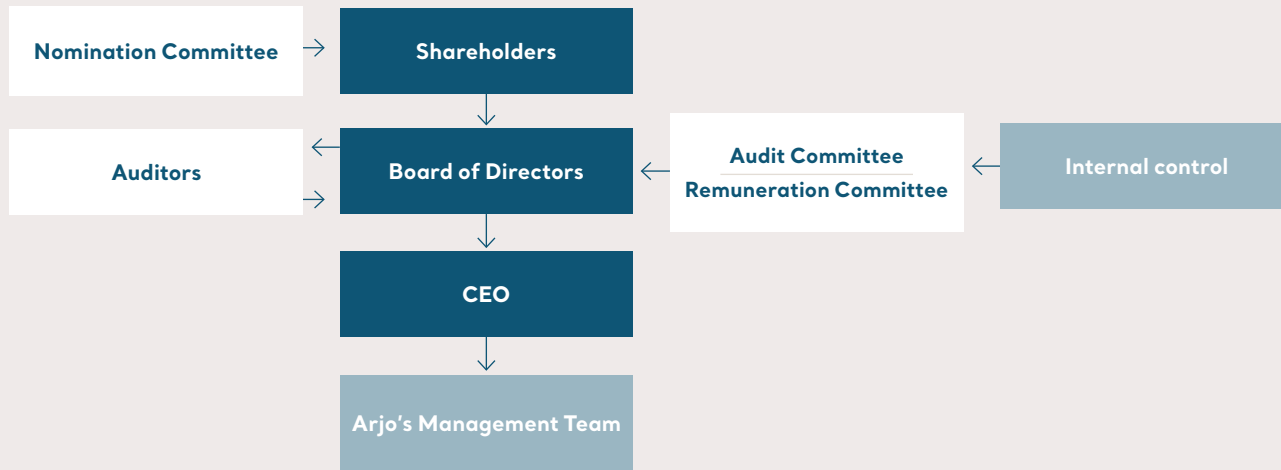 Nomination Committee
Shareholders
Auditors
Board of Directors
Audit Committee
Remuneration Committee
Internal control
CEO
Arjo’s Management Team